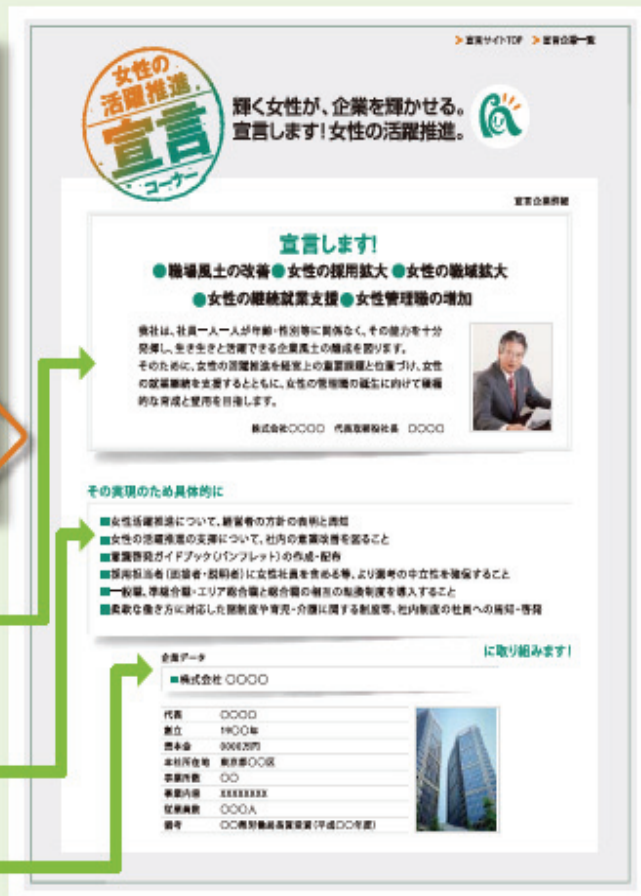 宣言サイトTOP 宣言企業一覧
女性の
活躍推進
宣言
コーナー
輝く女性が、企業を輝かせる。
宣言します!女性の活躍推進。
宣言企業詳細
宣言します!
●職場風土の改善●女性の採用拡大●女性の職域拡大
●女性の継続就業支援●女性管理職の増加
我社は、社員一人一人が年齢・性別等に関係なく、その能力を十分
発揮し、生き生きと活躍できる企業風土の醸成を図ります。
そのために、女性の活躍推進を経営上の重要課題と位置づけ、女性
の就業継続を支援するとともに、女性の管理職の誕生に向けて積極
的な育成と登用を目指します。
株式会社○○○○ 代表取締役社長 ○○○○
その実現のため具体的に
■女性活躍推進について、経営者の方針の表明と周知
■女性の活躍推進の支障について、社内の意識改善を図ること
■意識啓発ガイドブック(パンフレット)の作成・配布
■採用担当者(面接者・説明者)に女性社員を含める等、より選考の中立性を確保すること
■一般職、準総合職・エリア総合職と総合職の相互の転換制度を導入すること
■柔軟な働き方に対応した諸制度や育児・介護に関する制度等、社内制度の社員への周知・啓発
に取り組みます!
企業データ
■株式会社 ○○○○
代表 ○○○○
創立 19○○年
資本金 0000万円
本社所在地 東京都○○区
事業所数 ○○
事業内容 XXXXXXXX
従業員数 ○○○人
備考 ○○県労働局長賞受賞(平成○○年度)